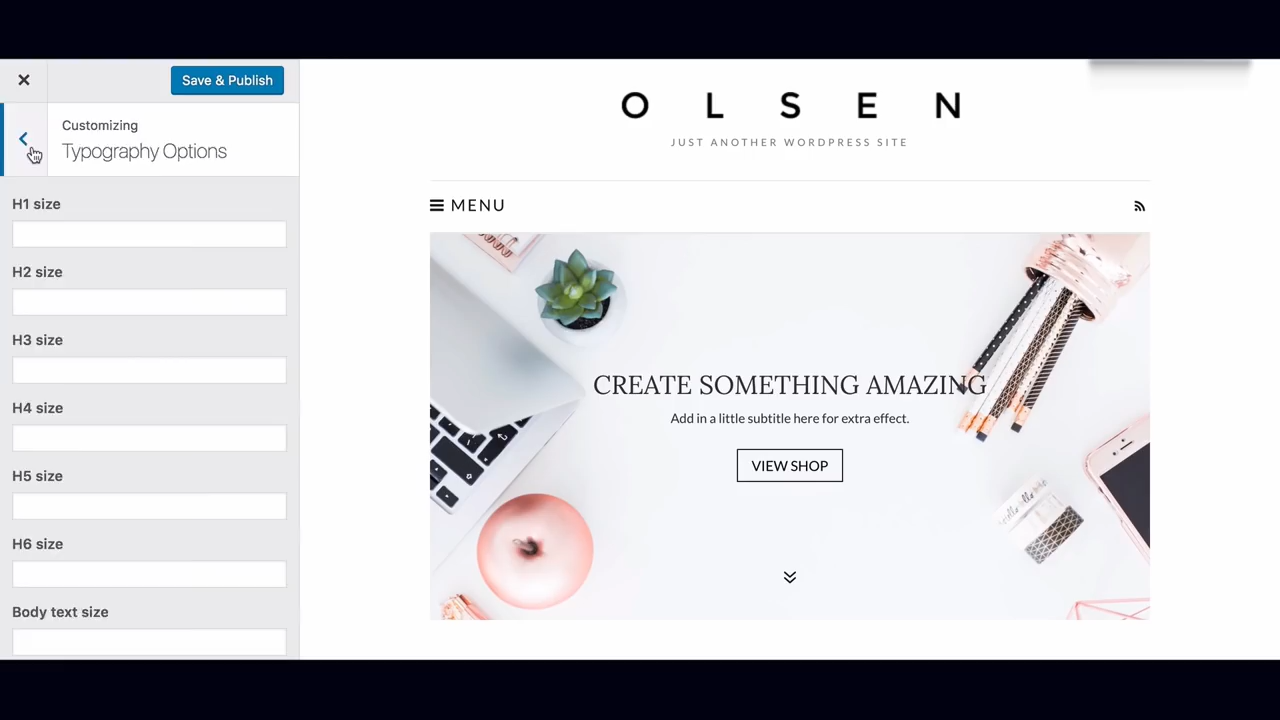 Save & Publish
Customizing
Typography Options
H1 size
H2 size
H3 size
H4 size
H5 size
H6 size
Body text size
OLSEN
JUST ANOTHER WORDPRESS SITE
MENU
CREATE SOMETHING AMAZING
Add in a little subtitle here for extra effect.
VIEW SHOP